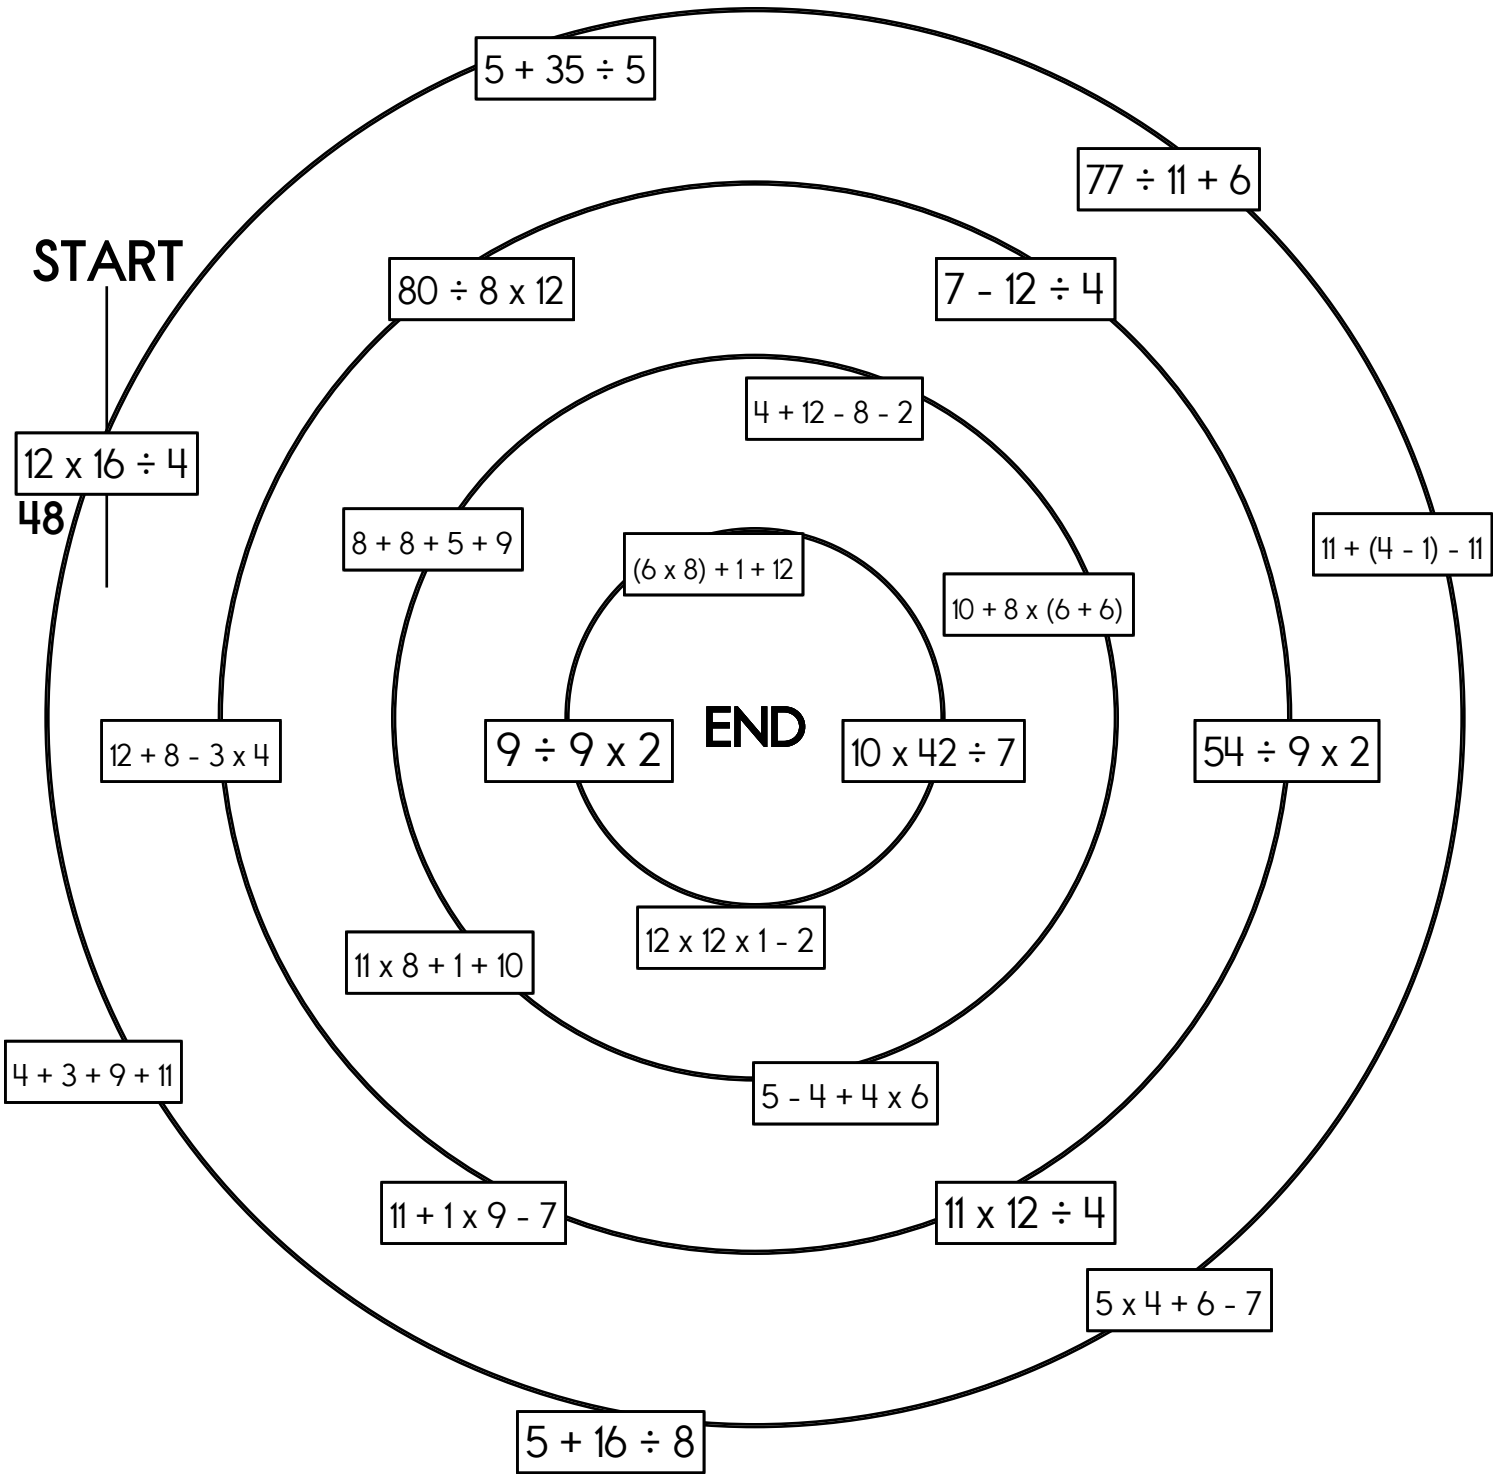 5 + 35 ÷ 5
77 ÷ 11 + 6
START
80 ÷ 8 x 12
7 - 12 ÷ 4
4 + 12 - 8 - 2
12 x 16 ÷ 4
48
8 + 8 + 5 + 9
11 + (4 - 1) - 11
(6 x 8) + 1 + 12
10 + 8 x (6 + 6)
END
12 + 8 - 3 x 4
9 ÷ 9 x 2
10 x 42 ÷ 7
54 ÷ 9 x 2
12 x 12 x 1 - 2
11 x 8 + 1 + 10
4 + 3 + 9 + 11
5 - 4 + 4 x 6
11 + 1 x 9 - 7
11 x 12 ÷ 4
5 x 4 + 6 - 7
5 + 16 ÷ 8